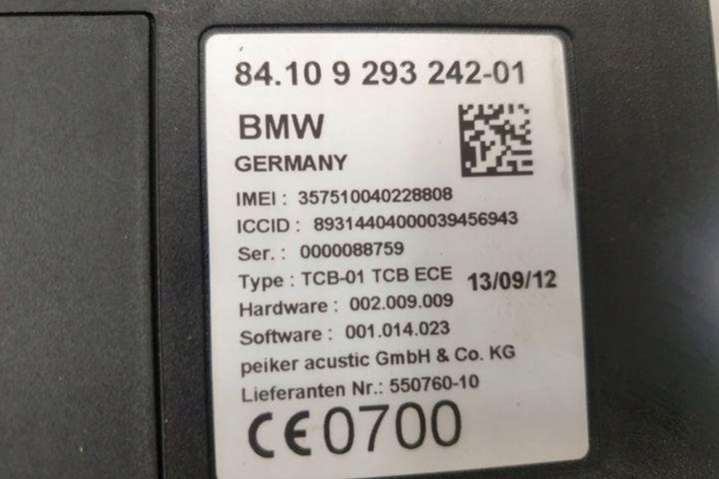 84.10 9 293 242-01
BMW
GERMANY
IMEI : 357510040228808
ICCID : 89314404000039456943
Ser. : 0000088759
Type : TCB-01 TCB ECE 13/09/12
Hardware : 002.009.009
Software : 001.014.023
peiker acustic GmbH & Co. KG
Lieferanten Nr.: 550760-10
CE0700